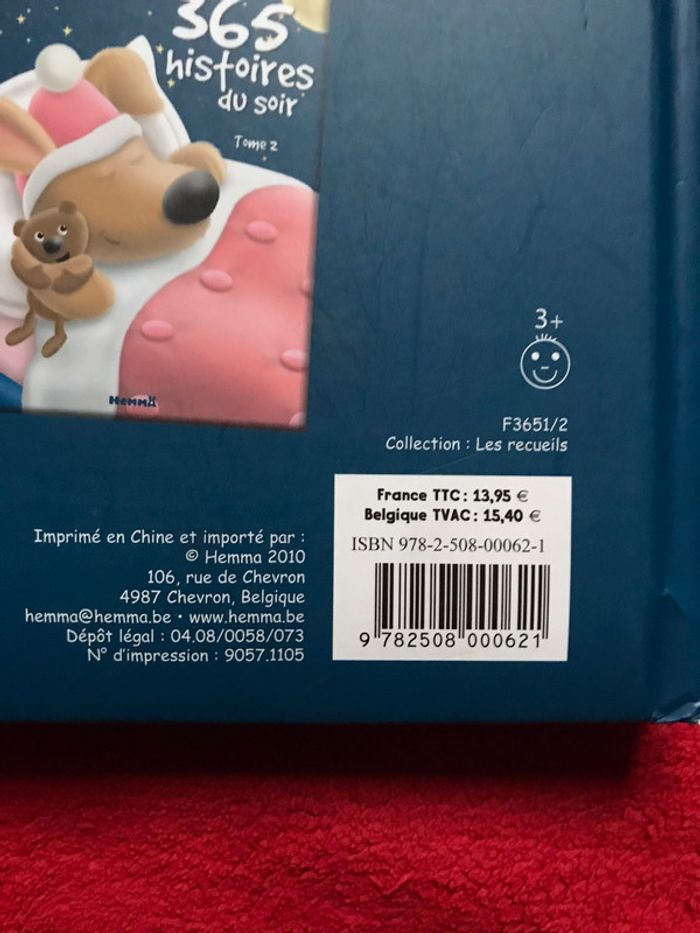 365
histoires
du soir
Tome 2
HEMMA
3+
F3651/2
Collection : Les recueils
France TTC : 13,95 €
Belgique TVAC : 15,40 €
ISBN 978-2-508-00062-1
9 782508 000621
Imprimé en Chine et importé par :
© Hemma 2010
106, rue de Chevron
4987 Chevron, Belgique
hemma@hemma.be • www.hemma.be
Dépôt légal : 04.08/0058/073
N° d'impression : 9057.1105